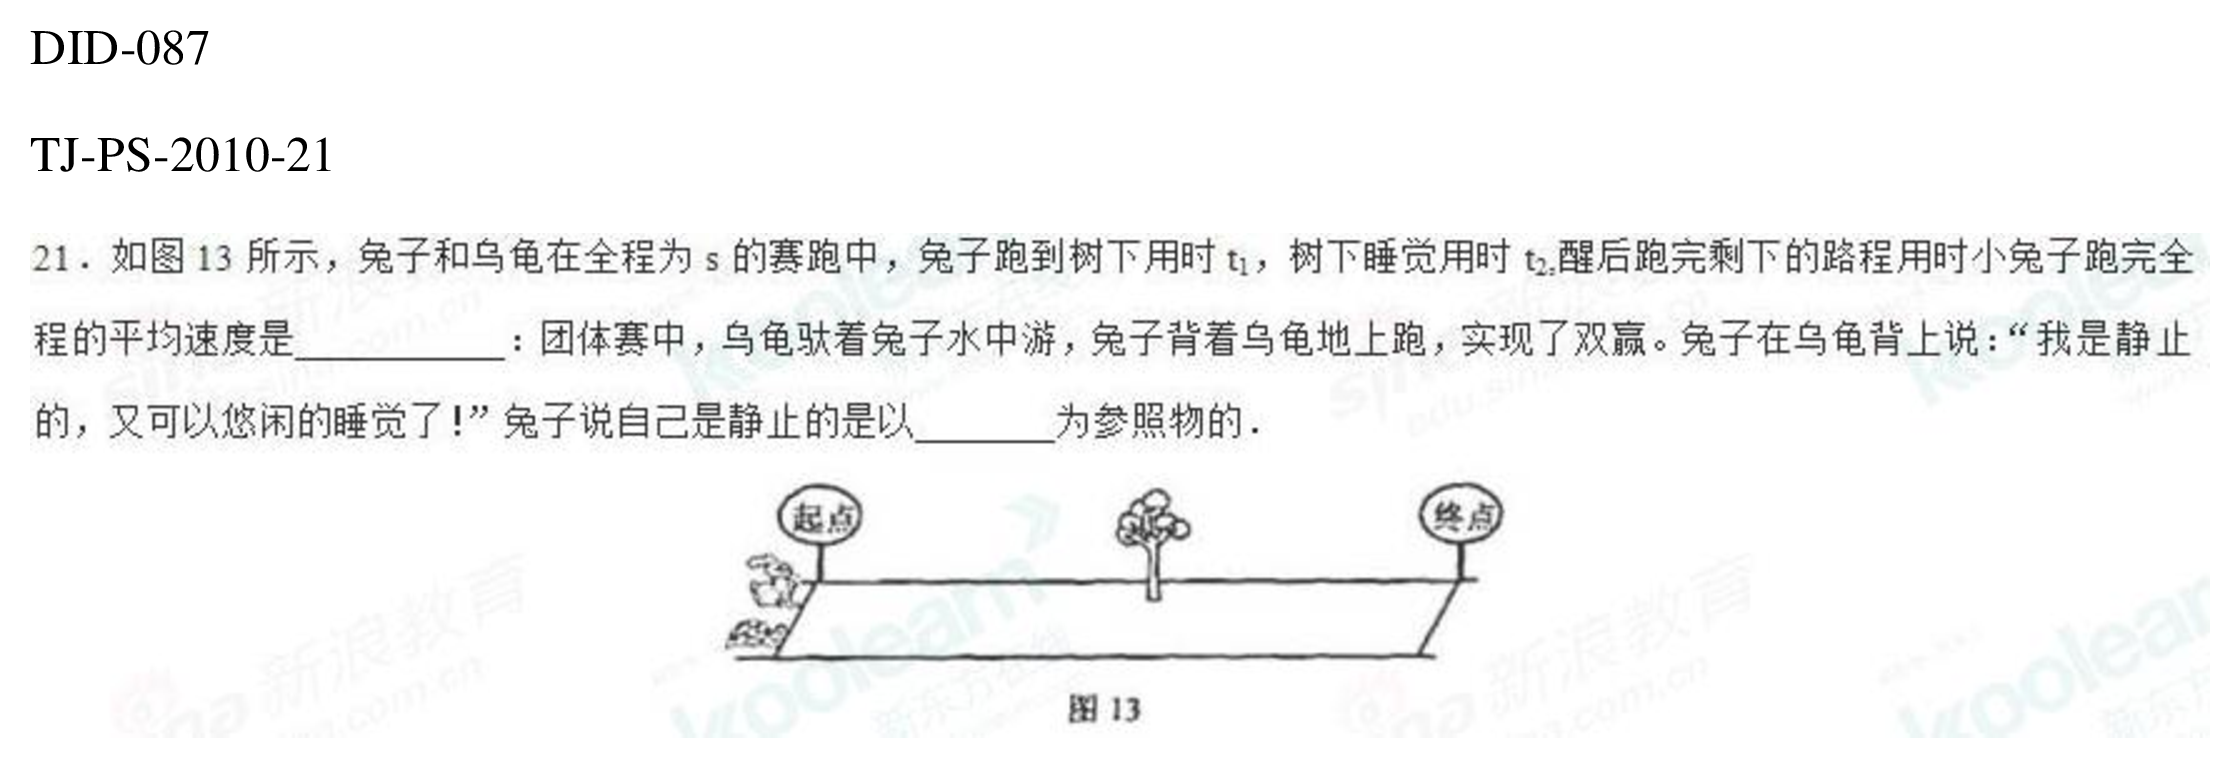 DID-087
TJ-PS-2010-21
21．如图 13 所示，兔子和乌龟在全程为 s 的赛跑中，兔子跑到树下用时 t₁，树下睡觉用时 t₂,醒后跑完剩下的路程用时小兔子跑完全
程的平均速度是__________：团体赛中，乌龟驮着兔子水中游，兔子背着乌龟地上跑，实现了双赢。兔子在乌龟背上说：“我是静止
的，又可以悠闲的睡觉了！”兔子说自己是静止的是以_______为参照物的．
起点
终点
图 13
新浪教育
koolearn
新东方在线
sina
新浪教育
koolearn